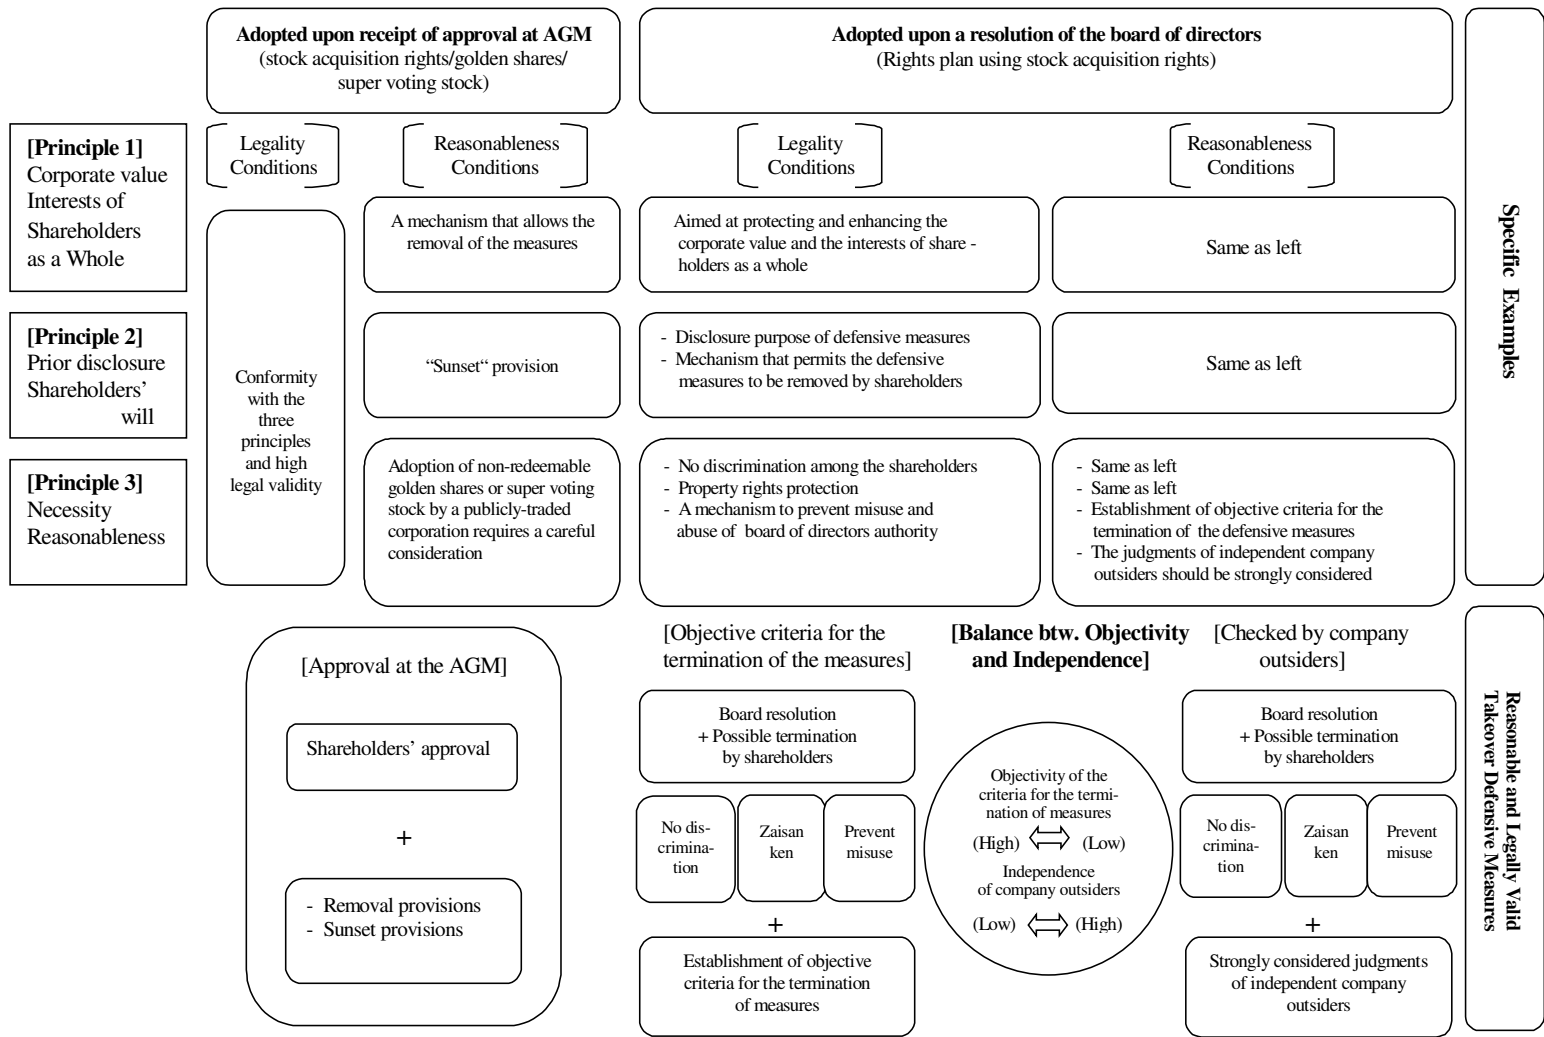 Adopted upon receipt of approval at AGM
(stock acquisition rights/golden shares/
super voting stock)
Adopted upon a resolution of the board of directors
(Rights plan using stock acquisition rights)
Specific Examples
[Principle 1]
Corporate value
Interests of
Shareholders
as a Whole
Legality
Conditions
Reasonableness
Conditions
Legality
Conditions
Reasonableness
Conditions
Conformity
with the
three
principles
and high
legal validity
A mechanism that allows the
removal of the measures
Aimed at protecting and enhancing the
corporate value and the interests of share -
holders as a whole
Same as left
[Principle 2]
Prior disclosure
Shareholders’
will
“Sunset“ provision
- Disclosure purpose of defensive measures
- Mechanism that permits the defensive
measures to be removed by shareholders
Same as left
[Principle 3]
Necessity
Reasonableness
Adoption of non-redeemable
golden shares or super voting
stock by a publicly-traded
corporation requires a careful
consideration
- No discrimination among the shareholders
- Property rights protection
- A mechanism to prevent misuse and
abuse of board of directors authority
- Same as left
- Same as left
- Establishment of objective criteria for the
termination of the defensive measures
- The judgments of independent company
outsiders should be strongly considered
[Approval at the AGM]
Shareholders’ approval
+
- Removal provisions
- Sunset provisions
[Objective criteria for the
termination of the measures]
Board resolution
+ Possible termination
by shareholders
No dis-
crimina-
tion
Zaisan
ken
Prevent
misuse
+
Establishment of objective
criteria for the termination
of measures
[Balance btw. Objectivity
and Independence]
Objectivity of the
criteria for the termi-
nation of measures
(High) (Low)
Independence
of company outsiders
(Low) (High)
[Checked by company
outsiders]
Board resolution
+ Possible termination
by shareholders
No dis-
crimina-
tion
Zaisan
ken
Prevent
misuse
+
Strongly considered judgments
of independent company
outsiders
Reasonable and Legally Valid
Takeover Defensive Measures